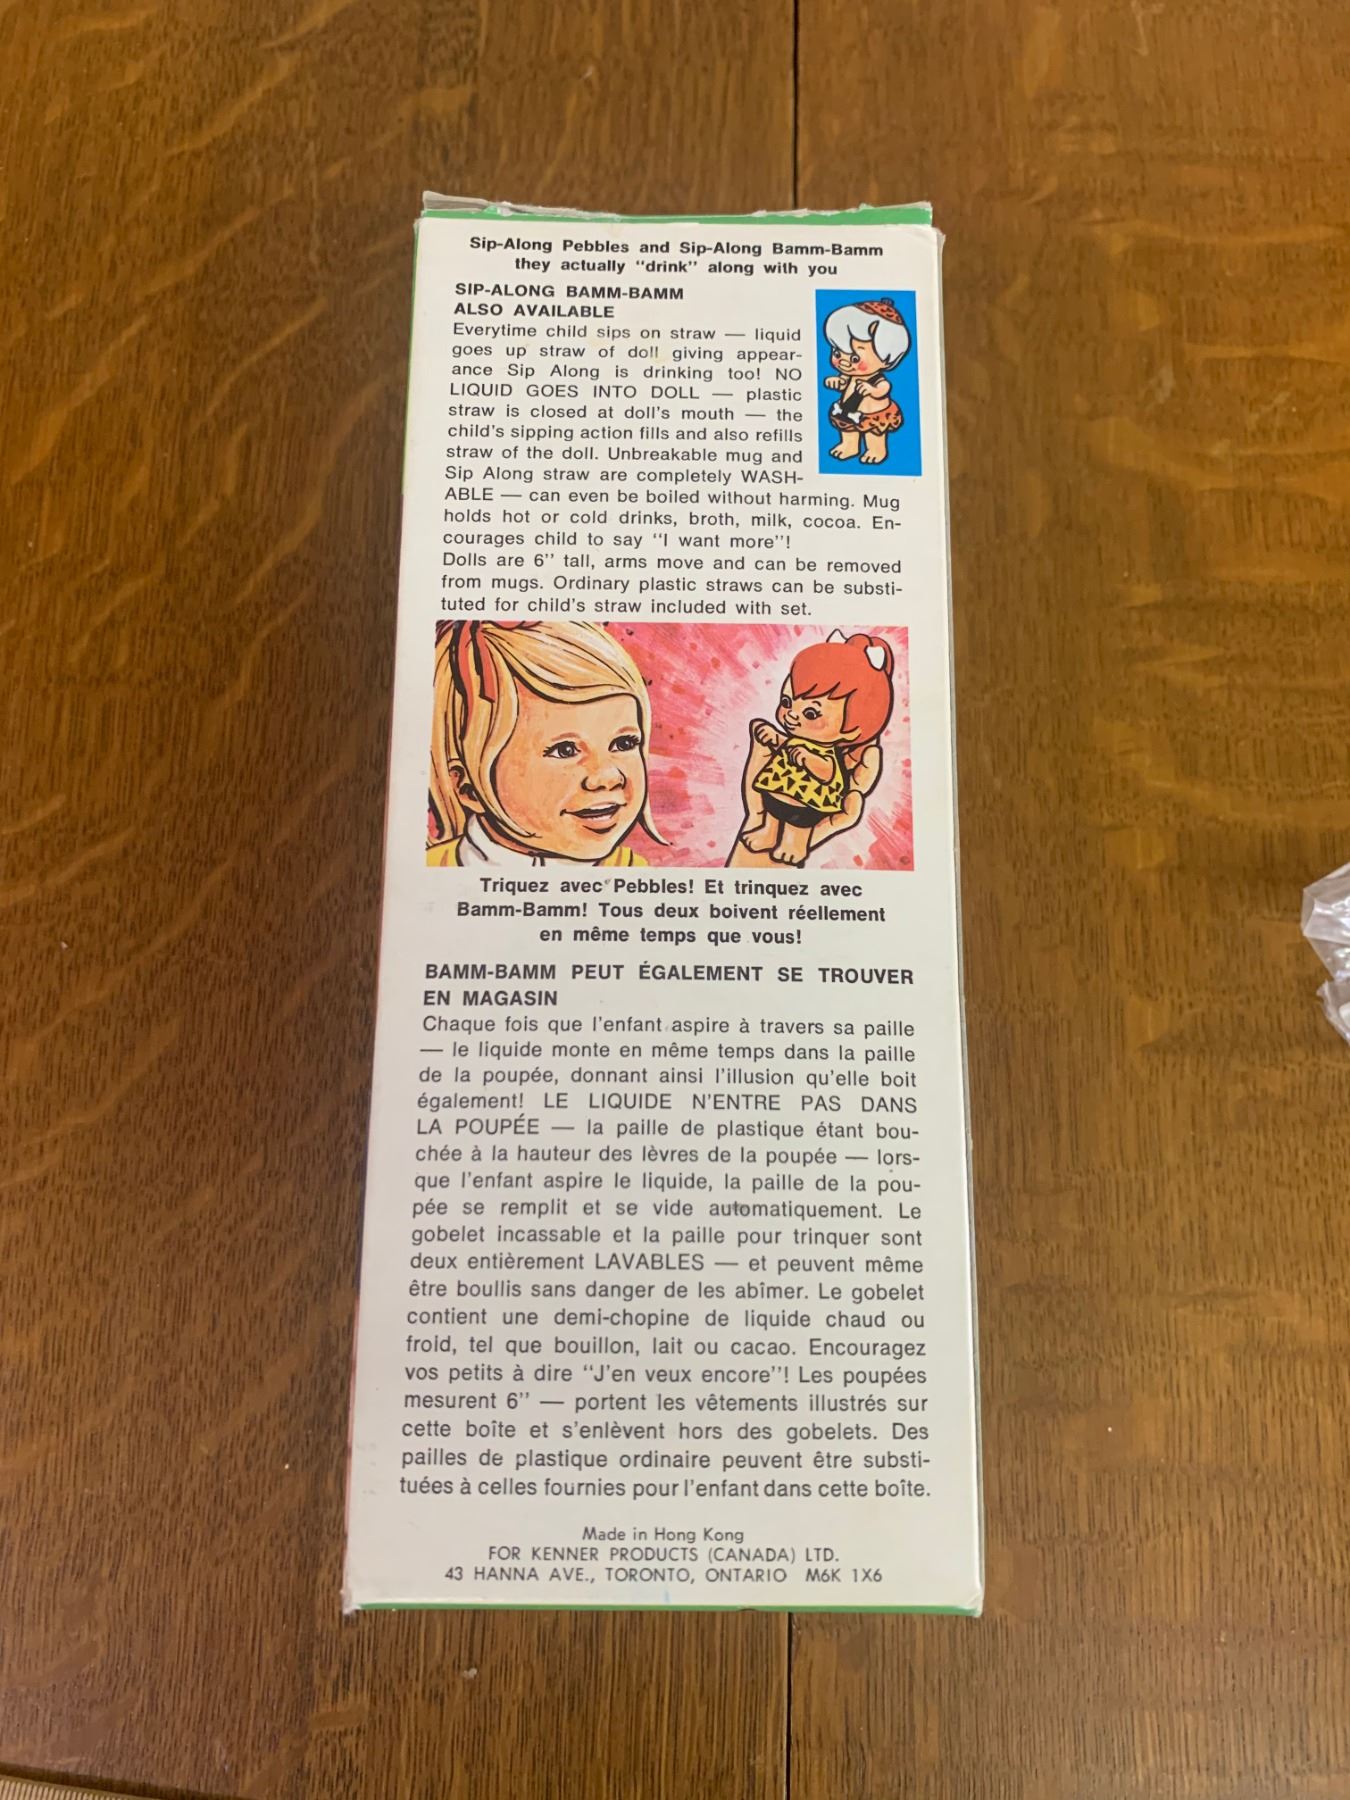 Sip-Along Pebbles and Sip-Along Bamm-Bamm
they actually "drink" along with you
SIP-ALONG BAMM-BAMM
ALSO AVAILABLE
Everytime child sips on straw — liquid
goes up straw of doll giving appear-
ance Sip Along is drinking too! NO
LIQUID GOES INTO DOLL — plastic
straw is closed at doll's mouth — the
child's sipping action fills and also refills
straw of the doll. Unbreakable mug and
Sip Along straw are completely WASH-
ABLE — can even be boiled without harming. Mug
holds hot or cold drinks, broth, milk, cocoa. En-
courages child to say "I want more"!
Dolls are 6" tall, arms move and can be removed
from mugs. Ordinary plastic straws can be substi-
tuted for child's straw included with set.
Triquez avec Pebbles! Et trinquez avec
Bamm-Bamm! Tous deux boivent réellement
en même temps que vous!
BAMM-BAMM PEUT ÉGALEMENT SE TROUVER
EN MAGASIN
Chaque fois que l'enfant aspire à travers sa paille
— le liquide monte en même temps dans la paille
de la poupée, donnant ainsi l'illusion qu'elle boit
également! LE LIQUIDE N'ENTRE PAS DANS
LA POUPÉE — la paille de plastique étant bou-
chée à la hauteur des lèvres de la poupée — lors-
que l'enfant aspire le liquide, la paille de la pou-
pée se remplit et se vide automatiquement. Le
gobelet incassable et la paille pour trinquer sont
deux entièrement LAVABLES — et peuvent même
être boullis sans danger de les abîmer. Le gobelet
contient une demi-chopine de liquide chaud ou
froid, tel que bouillon, lait ou cacao. Encouragez
vos petits à dire "J'en veux encore"! Les poupées
mesurent 6" — portent les vêtements illustrés sur
cette boîte et s'enlèvent hors des gobelets. Des
pailles de plastique ordinaire peuvent être substi-
tuées à celles fournies pour l'enfant dans cette boîte.
Made in Hong Kong
FOR KENNER PRODUCTS (CANADA) LTD.
43 HANNA AVE., TORONTO, ONTARIO M6K 1X6